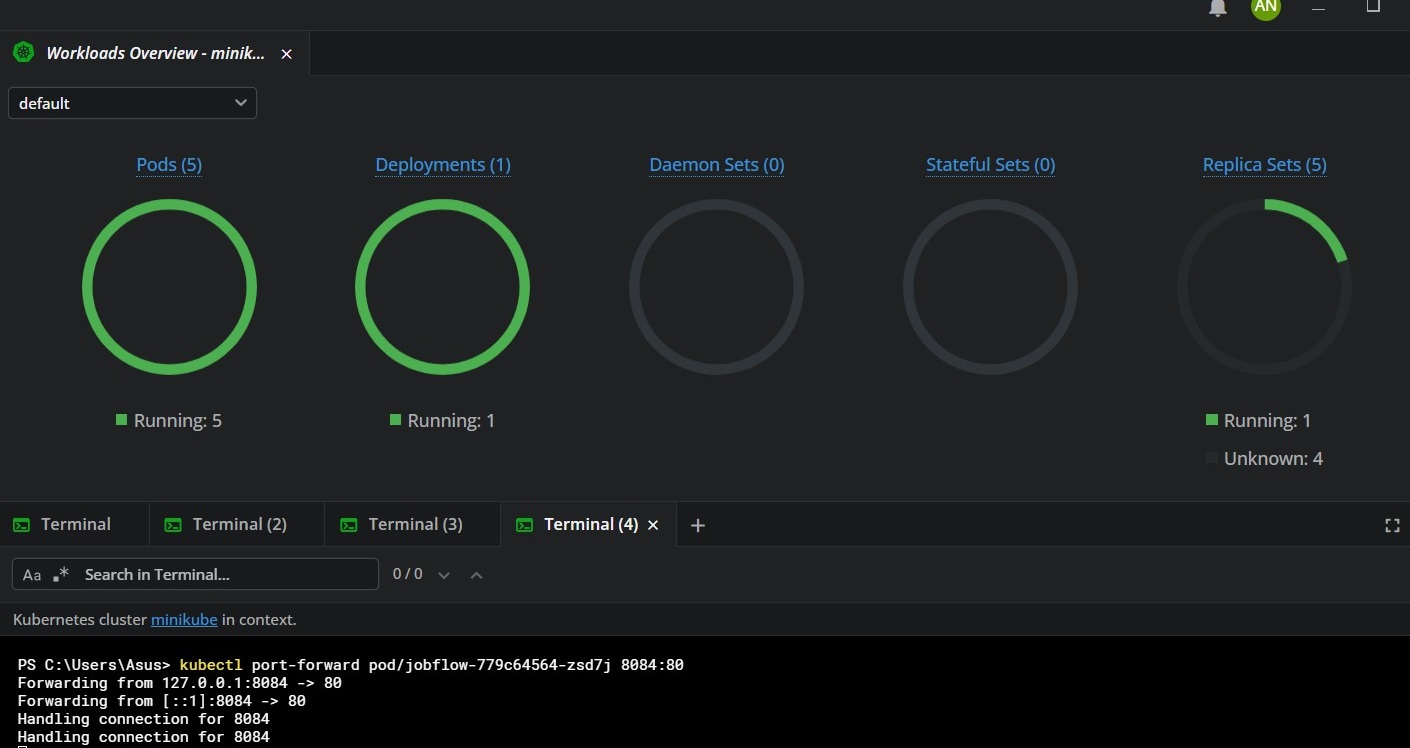 AN
Workloads Overview - minik...
default
Pods (5)
Deployments (1)
Daemon Sets (0)
Stateful Sets (0)
Replica Sets (5)
Running: 5
Running: 1
Running: 1
Unknown: 4
Terminal
Terminal (2)
Terminal (3)
Terminal (4)
Aa .* Search in Terminal...
0 / 0
Kubernetes cluster minikube in context.
PS C:\Users\Asus> kubectl port-forward pod/jobflow-779c64564-zsd7j 8084:80
Forwarding from 127.0.0.1:8084 -> 80
Forwarding from [::1]:8084 -> 80
Handling connection for 8084
Handling connection for 8084